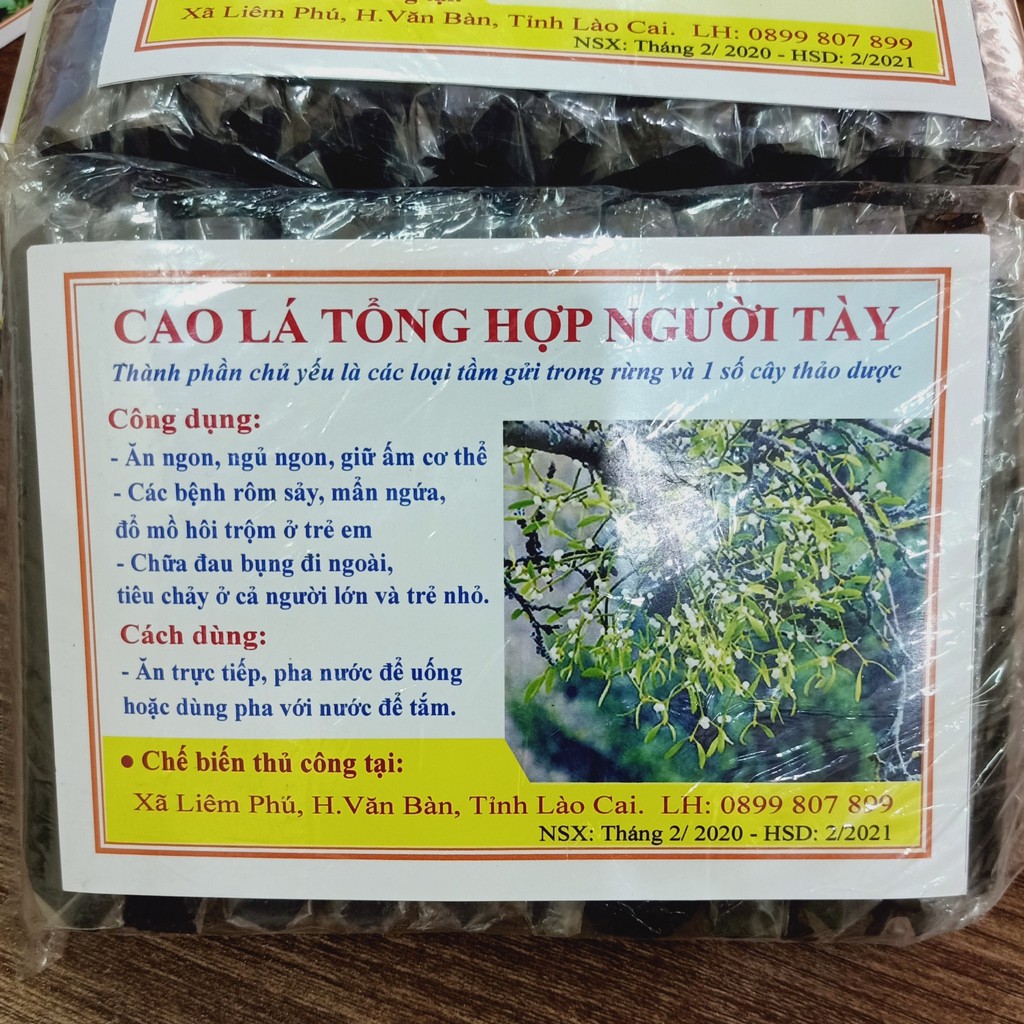 Xã Liêm Phú, H.Văn Bàn, Tỉnh Lào Cai. LH: 0899 807 899
NSX: Tháng 2/ 2020 - HSD: 2/2021
CAO LÁ TỔNG HỢP NGƯỜI TÀY
Thành phần chủ yếu là các loại tầm gửi trong rừng và 1 số cây thảo dược
Công dụng:
- Ăn ngon, ngủ ngon, giữ ấm cơ thể
- Các bệnh rôm sảy, mẩn ngứa,
đổ mồ hôi trộm ở trẻ em
- Chữa đau bụng đi ngoài,
tiêu chảy ở cả người lớn và trẻ nhỏ.
Cách dùng:
- Ăn trực tiếp, pha nước để uống
hoặc dùng pha với nước để tắm.
• Chế biến thủ công tại:
Xã Liêm Phú, H.Văn Bàn, Tỉnh Lào Cai. LH: 0899 807 899
NSX: Tháng 2/ 2020 - HSD: 2/2021